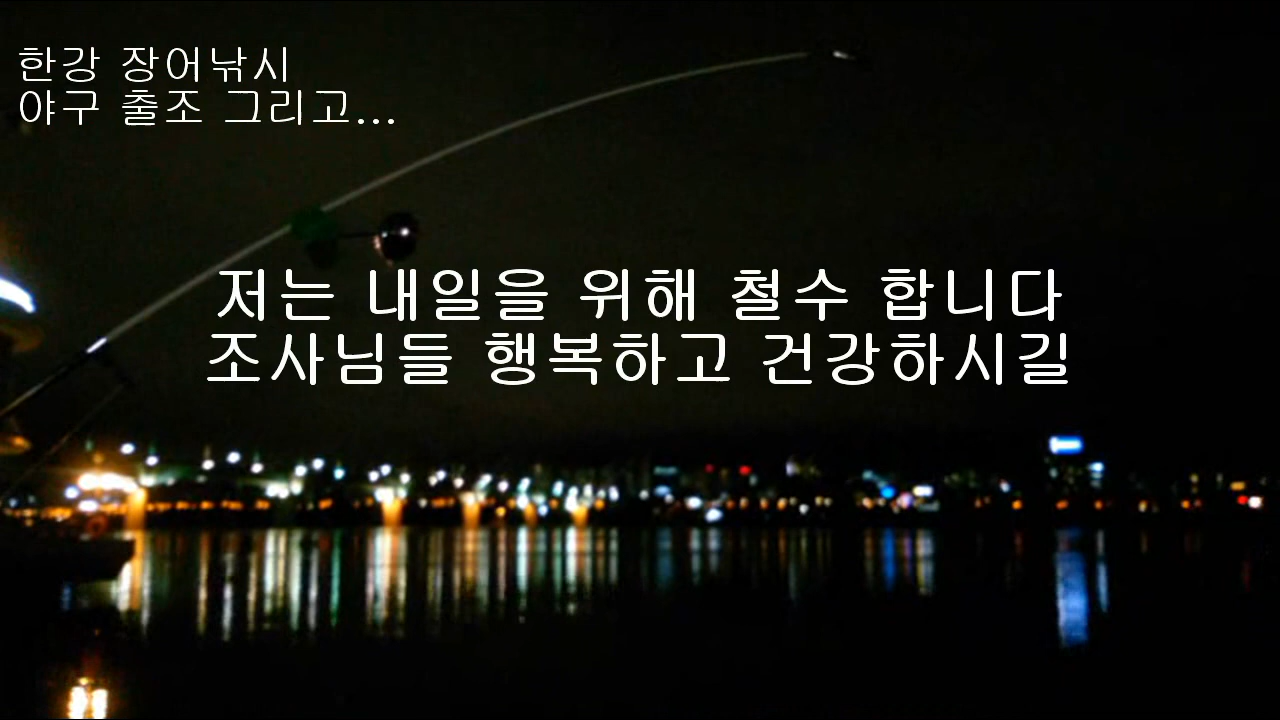 한강 장어낚시
야구 출조 그리고...
저는 내일을 위해 철수 합니다
조사님들 행복하고 건강하시길